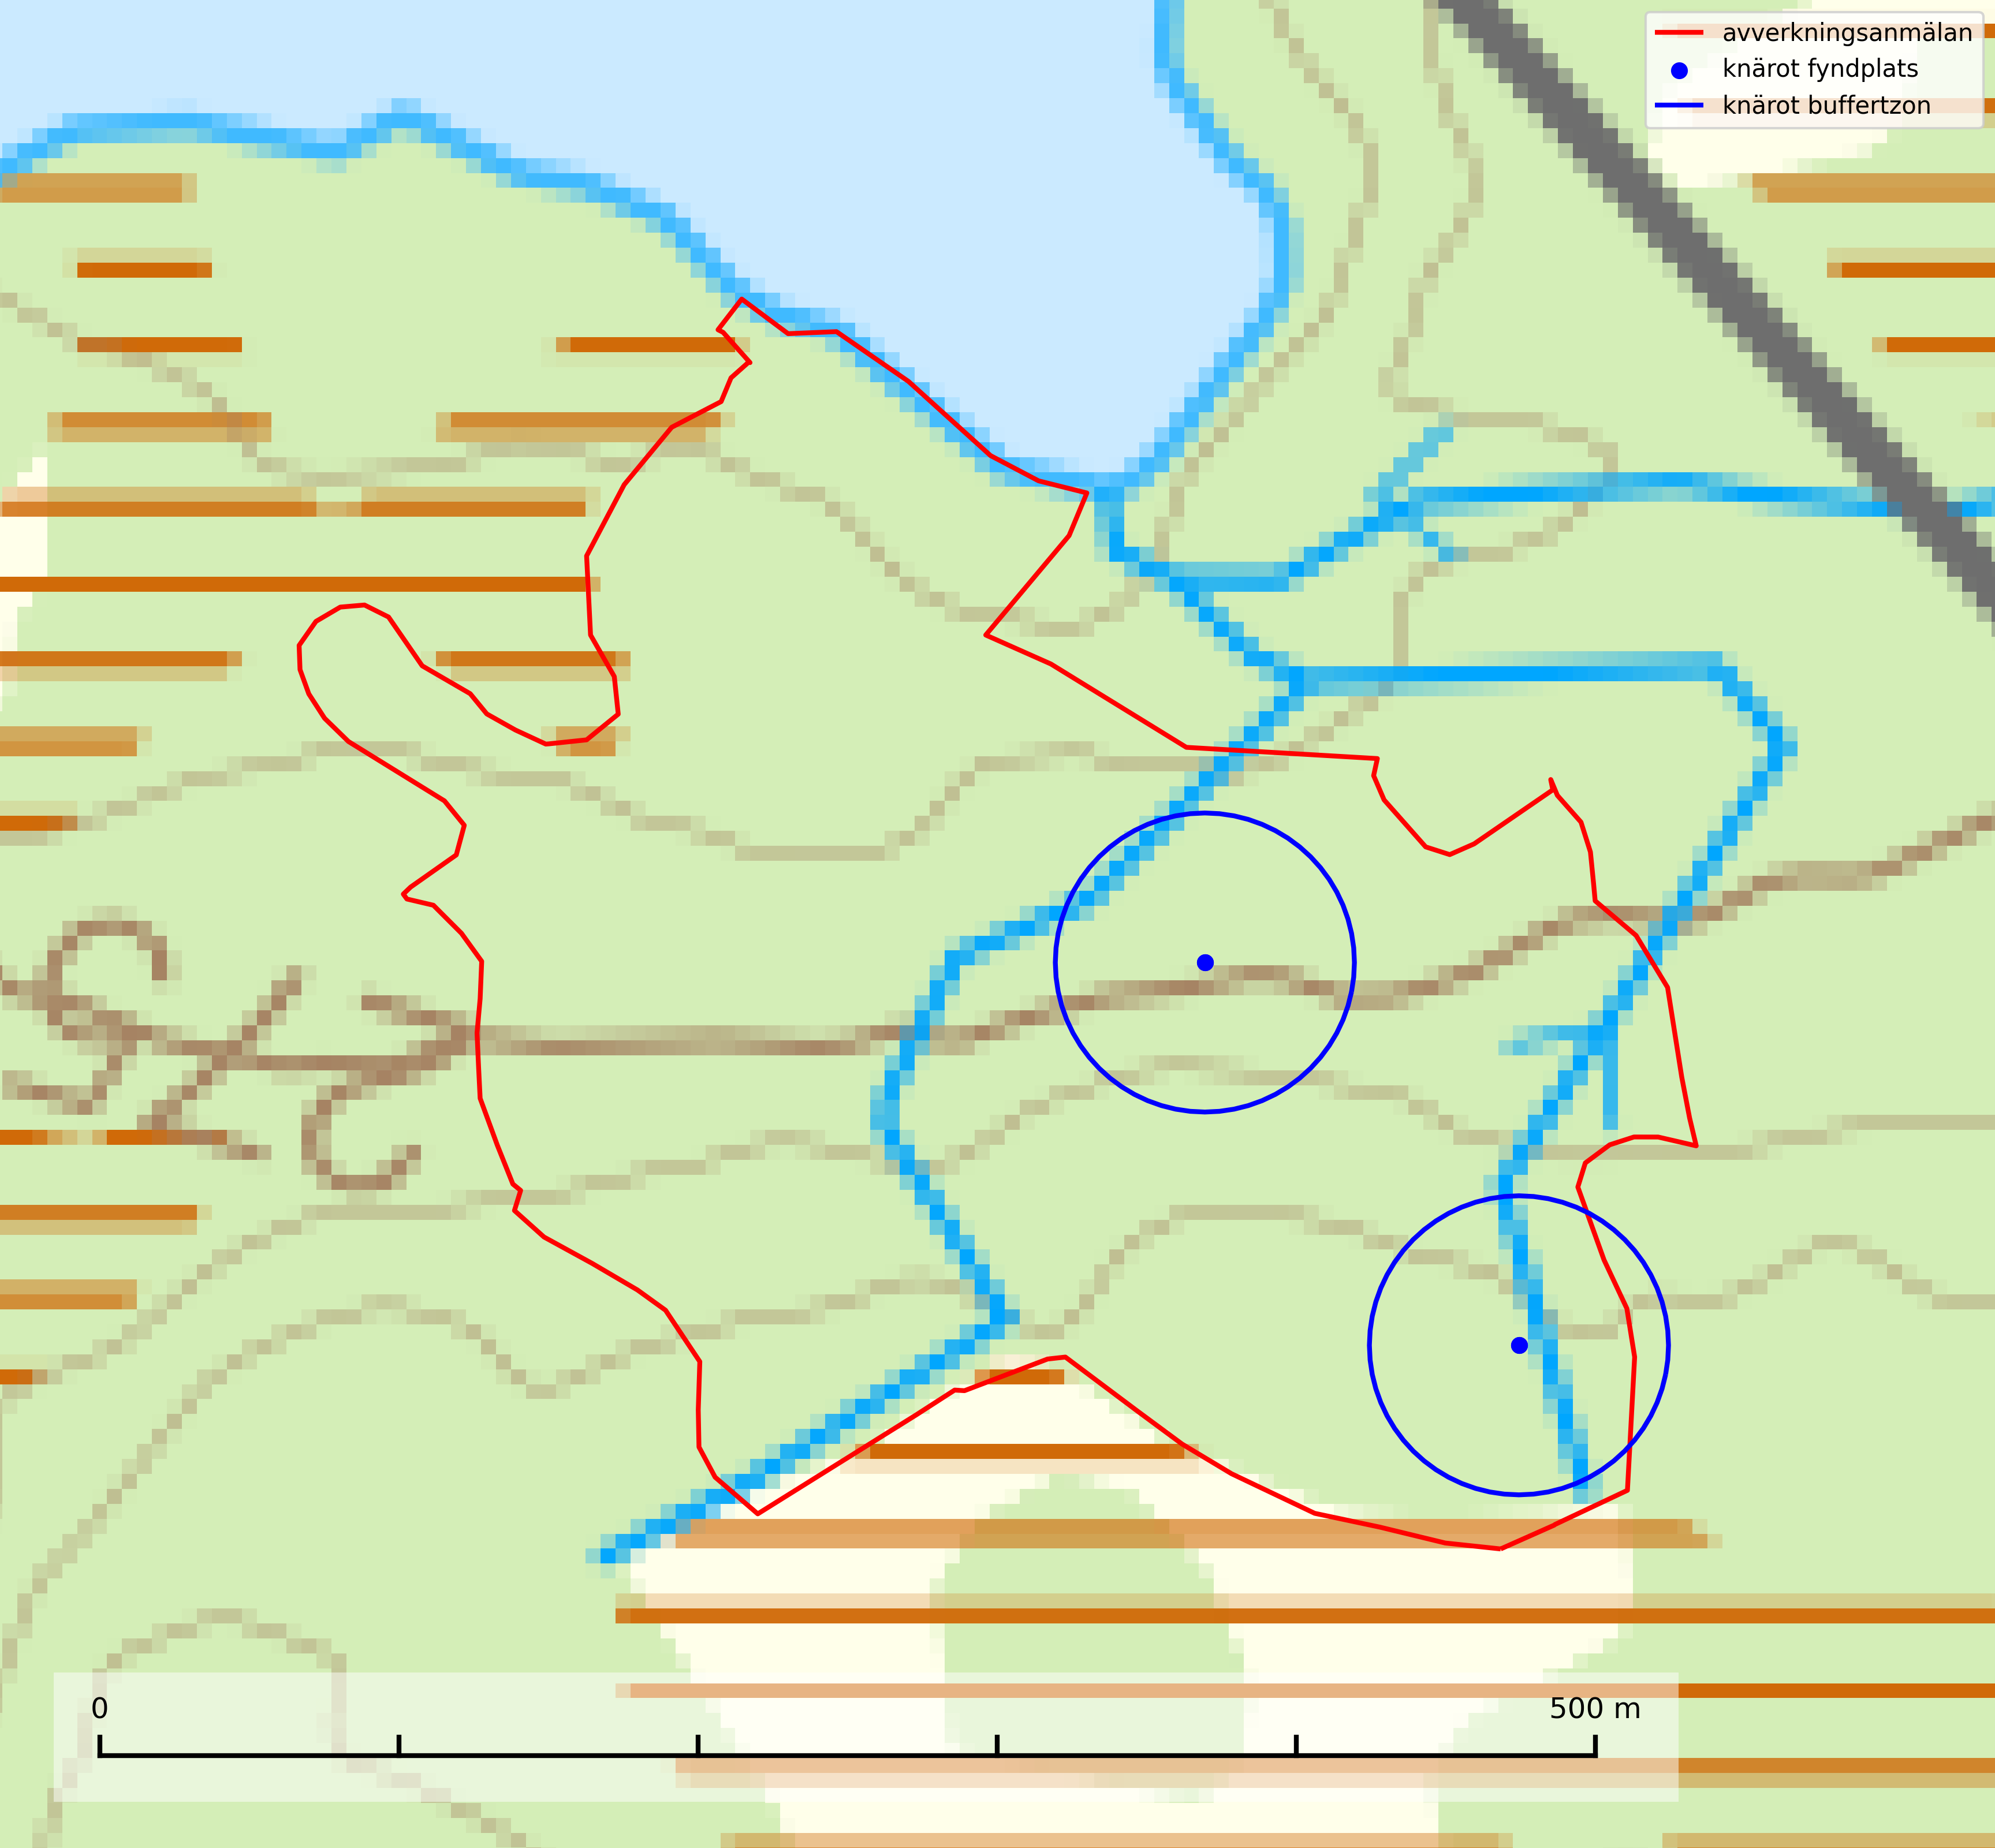 avverkningsanmälan
knärot fyndplats
knärot buffertzon
0 500 m